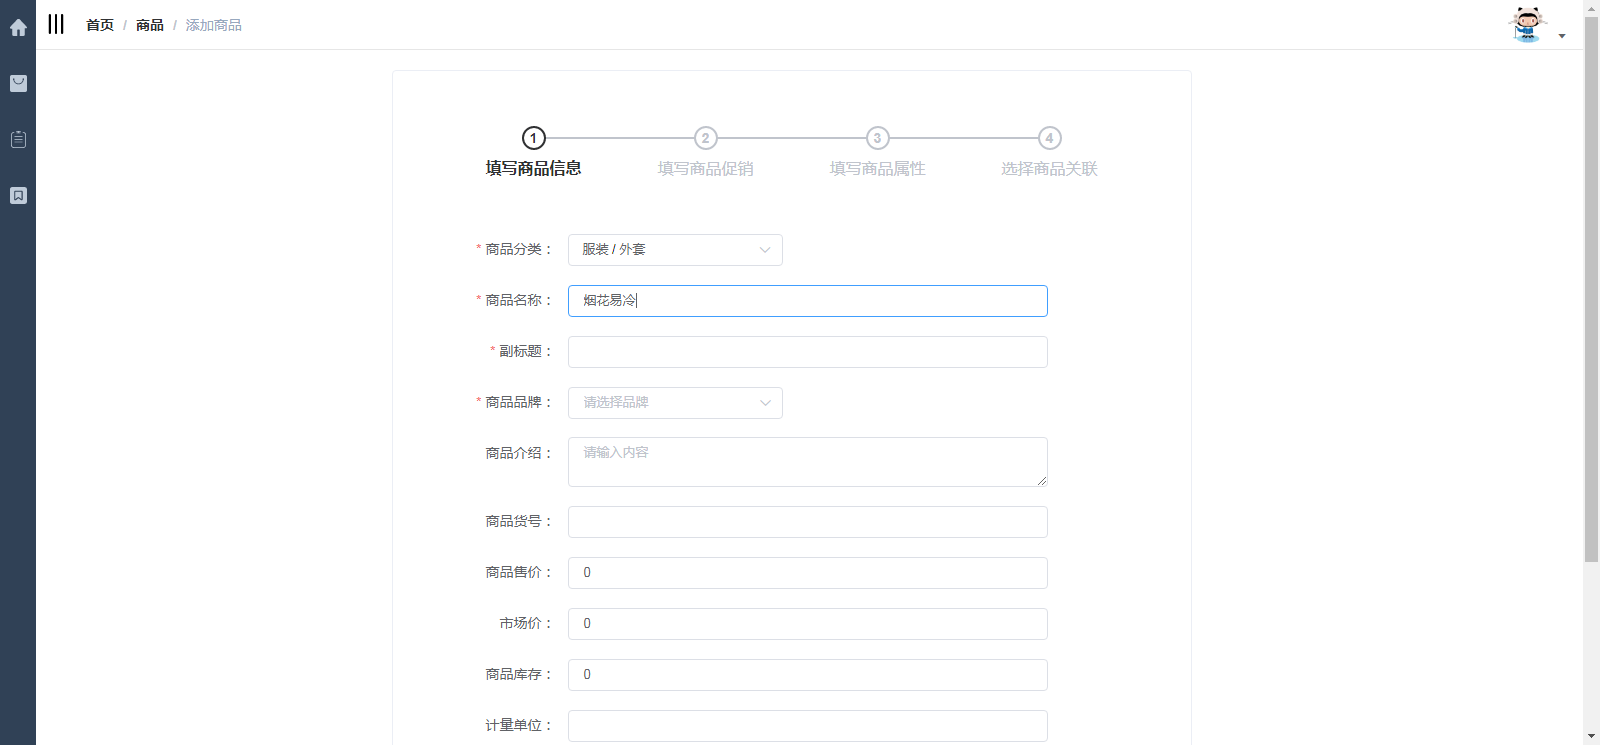 首页 / 商品 / 添加商品
1 2 3 4
填写商品信息 填写商品促销 填写商品属性 选择商品关联
* 商品分类： 服装 / 外套
* 商品名称： 烟花易冷
* 副标题：
* 商品品牌： 请选择品牌
商品介绍： 请输入内容
商品货号：
商品售价： 0
市场价： 0
商品库存： 0
计量单位：